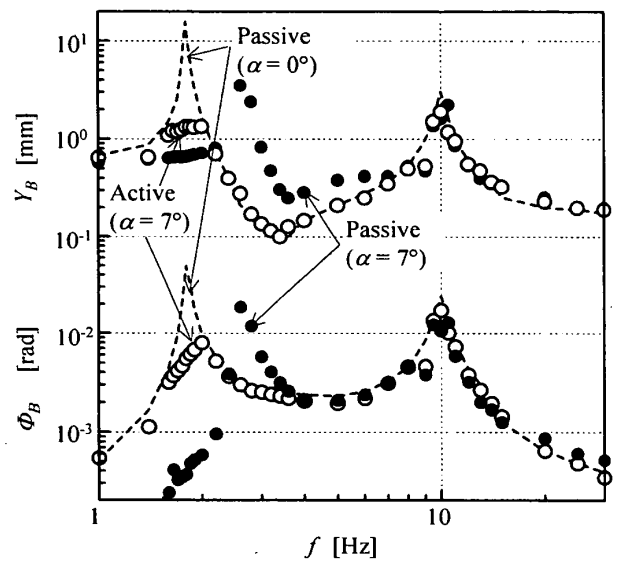 10¹
10⁰
10⁻¹
10⁻²
10⁻³
Y_B [mm]
Φ_B [rad]
Passive
(α = 0°)
Active
(α = 7°)
Passive
(α = 7°)
1
10
f [Hz]